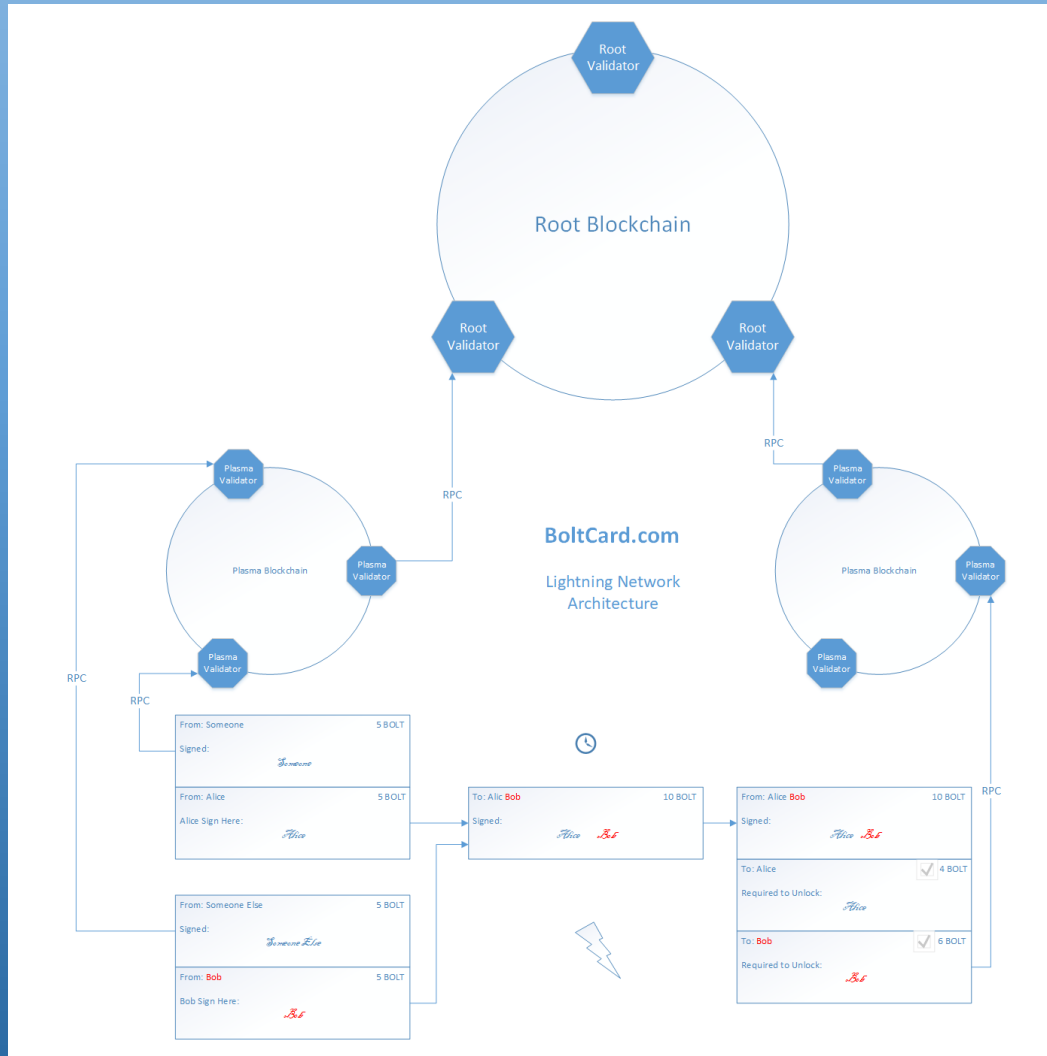 Root
Validator
Root Blockchain
Root
Validator
Root
Validator
RPC
RPC
Plasma
Validator
Plasma Blockchain
Plasma
Validator
Plasma
Validator
BoltCard.com
Lightning Network
Architecture
Plasma
Validator
Plasma Blockchain
Plasma
Validator
Plasma
Validator
RPC
RPC
From: Someone 5 BOLT
Signed:
Someone
From: Alice 5 BOLT
Alice Sign Here:
Alice
From: Someone Else 5 BOLT
Signed:
Someone Else
From: Bob 5 BOLT
Bob Sign Here:
Bob
To: Alic Bob 10 BOLT
Signed:
Alice Bob
From: Alice Bob 10 BOLT
Signed:
Alice Bob
To: Alice 4 BOLT
Required to Unlock:
Alice
To: Bob 6 BOLT
Required to Unlock:
Bob
RPC